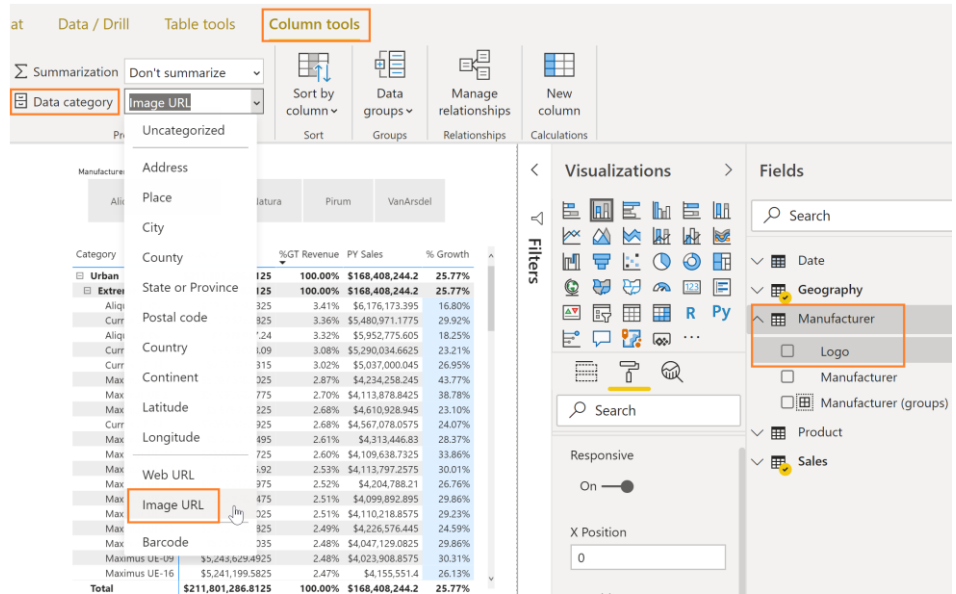 at Data / Drill Table tools Column tools
Summarization Don't summarize
Data category Image URL
Sort by column
Data groups
Manage relationships
New column
Sort Groups Relationships Calculations
Uncategorized
Address
Place
City
County
State or Province
Postal code
Country
Continent
Latitude
Longitude
Web URL
Image URL
Barcode
Pirum VanArsdel
Category %GT Revenue PY Sales % Growth
Urban 125 100.00% $168,408,244.2 25.77%
125 100.00% $168,408,244.2 25.77%
325 3.41% $6,176,173.395 16.80%
825 3.36% $5,480,971.1775 29.92%
7.24 3.32% $5,952,775.605 18.25%
3.09 3.08% $5,290,034.6625 23.21%
315 3.02% $5,037,000.045 26.95%
Max 025 2.87% $4,234,258.245 43.77%
Max 775 2.70% $4,113,878.8425 38.78%
Max 225 2.68% $4,610,928.945 23.10%
Curr 925 2.68% $4,567,078.0575 24.07%
Max 495 2.61% $4,313,446.83 28.37%
Max 725 2.60% $4,109,638.7325 33.86%
Max 5.92 2.53% $4,113,797.2575 30.01%
Max 975 2.52% $4,204,788.21 26.76%
Max 475 2.51% $4,099,892.895 29.86%
Max 025 2.51% $4,110,218.8575 29.23%
Max 825 2.49% $4,226,576.445 24.59%
Max 035 2.48% $4,047,129.0825 29.86%
Maximus UE-09 $5,243,629.4925 2.48% $4,023,908.8575 30.31%
Maximus UE-16 $5,241,199.5825 2.47% $4,155,551.4 26.13%
Total $211,801,286.8125 100.00% $168,408,244.2 25.77%
Filters
Visualizations
R Py
123
Search
Responsive
On
X Position
0
Fields
Search
Date
Geography
Manufacturer
Logo
Manufacturer
Manufacturer (groups)
Product
Sales